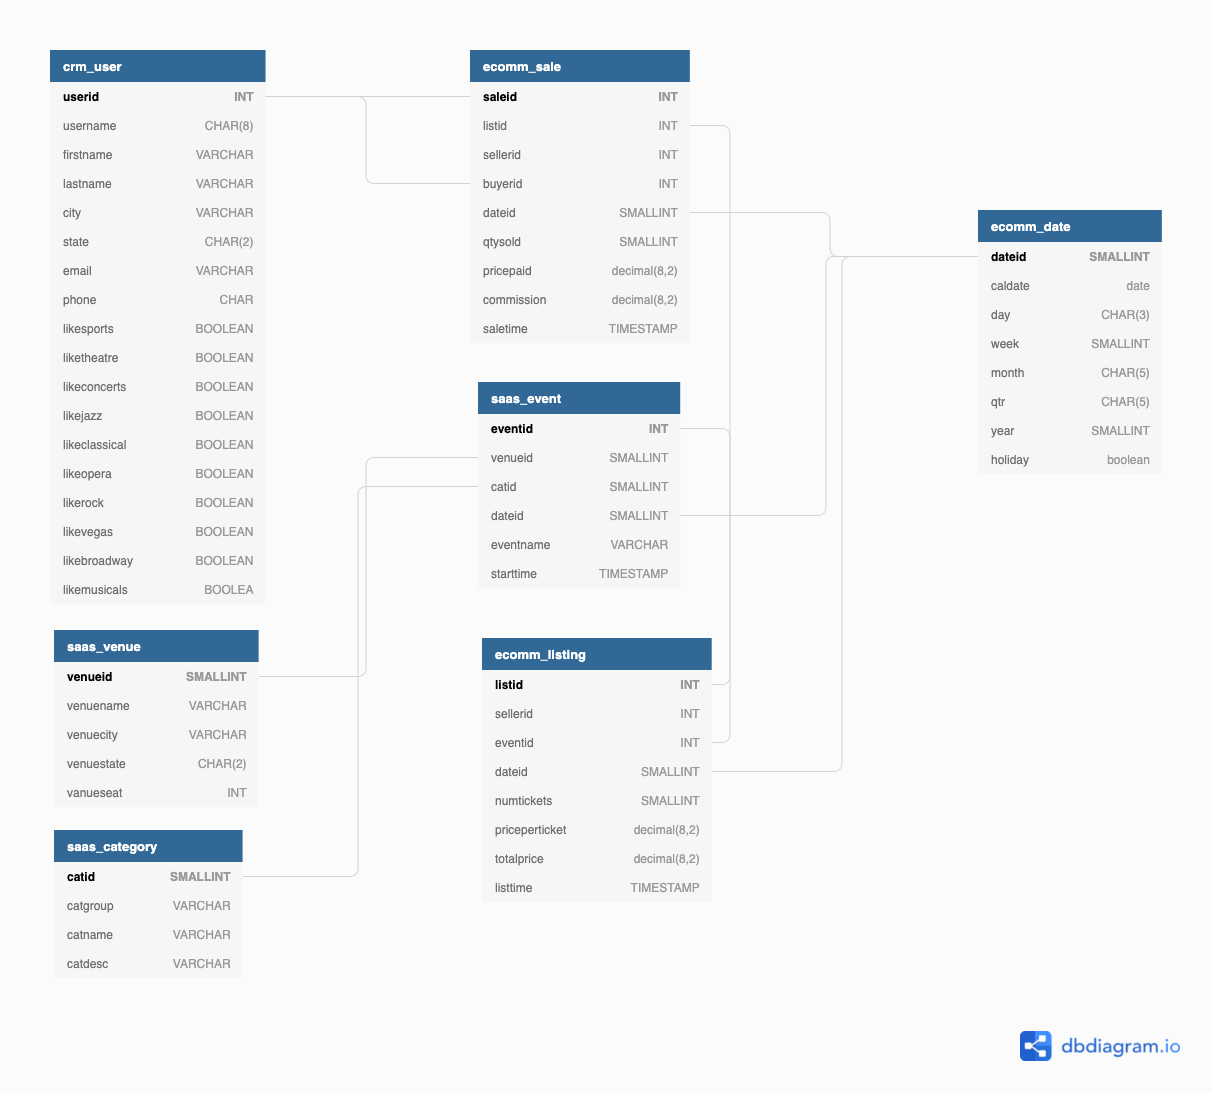 crm_user
userid INT
username CHAR(8)
firstname VARCHAR
lastname VARCHAR
city VARCHAR
state CHAR(2)
email VARCHAR
phone CHAR
likesports BOOLEAN
liketheatre BOOLEAN
likeconcerts BOOLEAN
likejazz BOOLEAN
likeclassical BOOLEAN
likeopera BOOLEAN
likerock BOOLEAN
likevegas BOOLEAN
likebroadway BOOLEAN
likemusicals BOOLEA
saas_venue
venueid SMALLINT
venuename VARCHAR
venuecity VARCHAR
venuestate CHAR(2)
vanueseat INT
saas_category
catid SMALLINT
catgroup VARCHAR
catname VARCHAR
catdesc VARCHAR
ecomm_sale
saleid INT
listid INT
sellerid INT
buyerid INT
dateid SMALLINT
qtysold SMALLINT
pricepaid decimal(8,2)
commission decimal(8,2)
saletime TIMESTAMP
saas_event
eventid INT
venueid SMALLINT
catid SMALLINT
dateid SMALLINT
eventname VARCHAR
starttime TIMESTAMP
ecomm_listing
listid INT
sellerid INT
eventid INT
dateid SMALLINT
numtickets SMALLINT
priceperticket decimal(8,2)
totalprice decimal(8,2)
listtime TIMESTAMP
ecomm_date
dateid SMALLINT
caldate date
day CHAR(3)
week SMALLINT
month CHAR(5)
qtr CHAR(5)
year SMALLINT
holiday boolean
dbdiagram.io